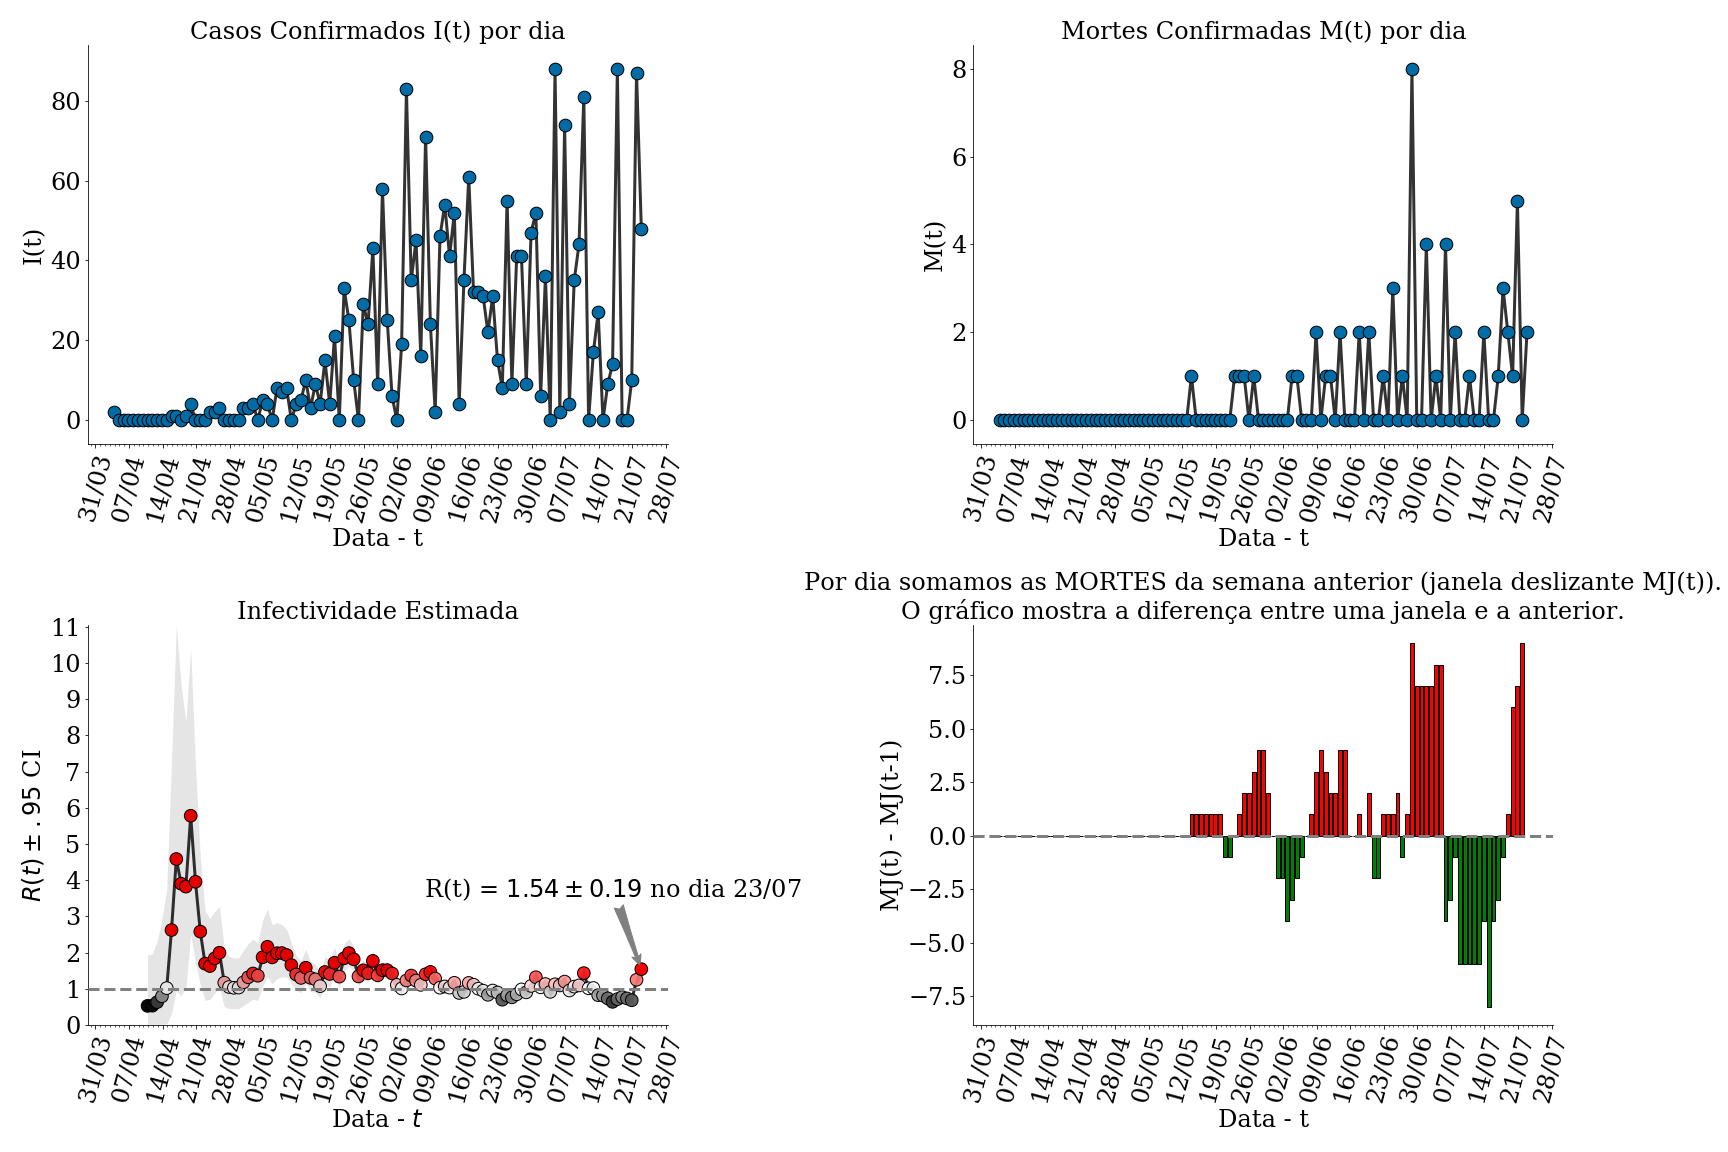 Casos Confirmados I(t) por dia
I(t)
80
60
40
20
0
31/03 07/04 14/04 21/04 28/04 05/05 12/05 19/05 26/05 02/06 09/06 16/06 23/06 30/06 07/07 14/07 21/07 28/07
Data - t
Mortes Confirmadas M(t) por dia
M(t)
8
6
4
2
0
31/03 07/04 14/04 21/04 28/04 05/05 12/05 19/05 26/05 02/06 09/06 16/06 23/06 30/06 07/07 14/07 21/07 28/07
Data - t
Infectividade Estimada
R(t) ± .95 CI
11
10
9
8
7
6
5
4
3
2
1
0
R(t) = 1.54 ± 0.19 no dia 23/07
31/03 07/04 14/04 21/04 28/04 05/05 12/05 19/05 26/05 02/06 09/06 16/06 23/06 30/06 07/07 14/07 21/07 28/07
Data - t
Por dia somamos as MORTES da semana anterior (janela deslizante MJ(t)).
O gráfico mostra a diferença entre uma janela e a anterior.
MJ(t) - MJ(t-1)
7.5
5.0
2.5
0.0
−2.5
−5.0
−7.5
31/03 07/04 14/04 21/04 28/04 05/05 12/05 19/05 26/05 02/06 09/06 16/06 23/06 30/06 07/07 14/07 21/07 28/07
Data - t